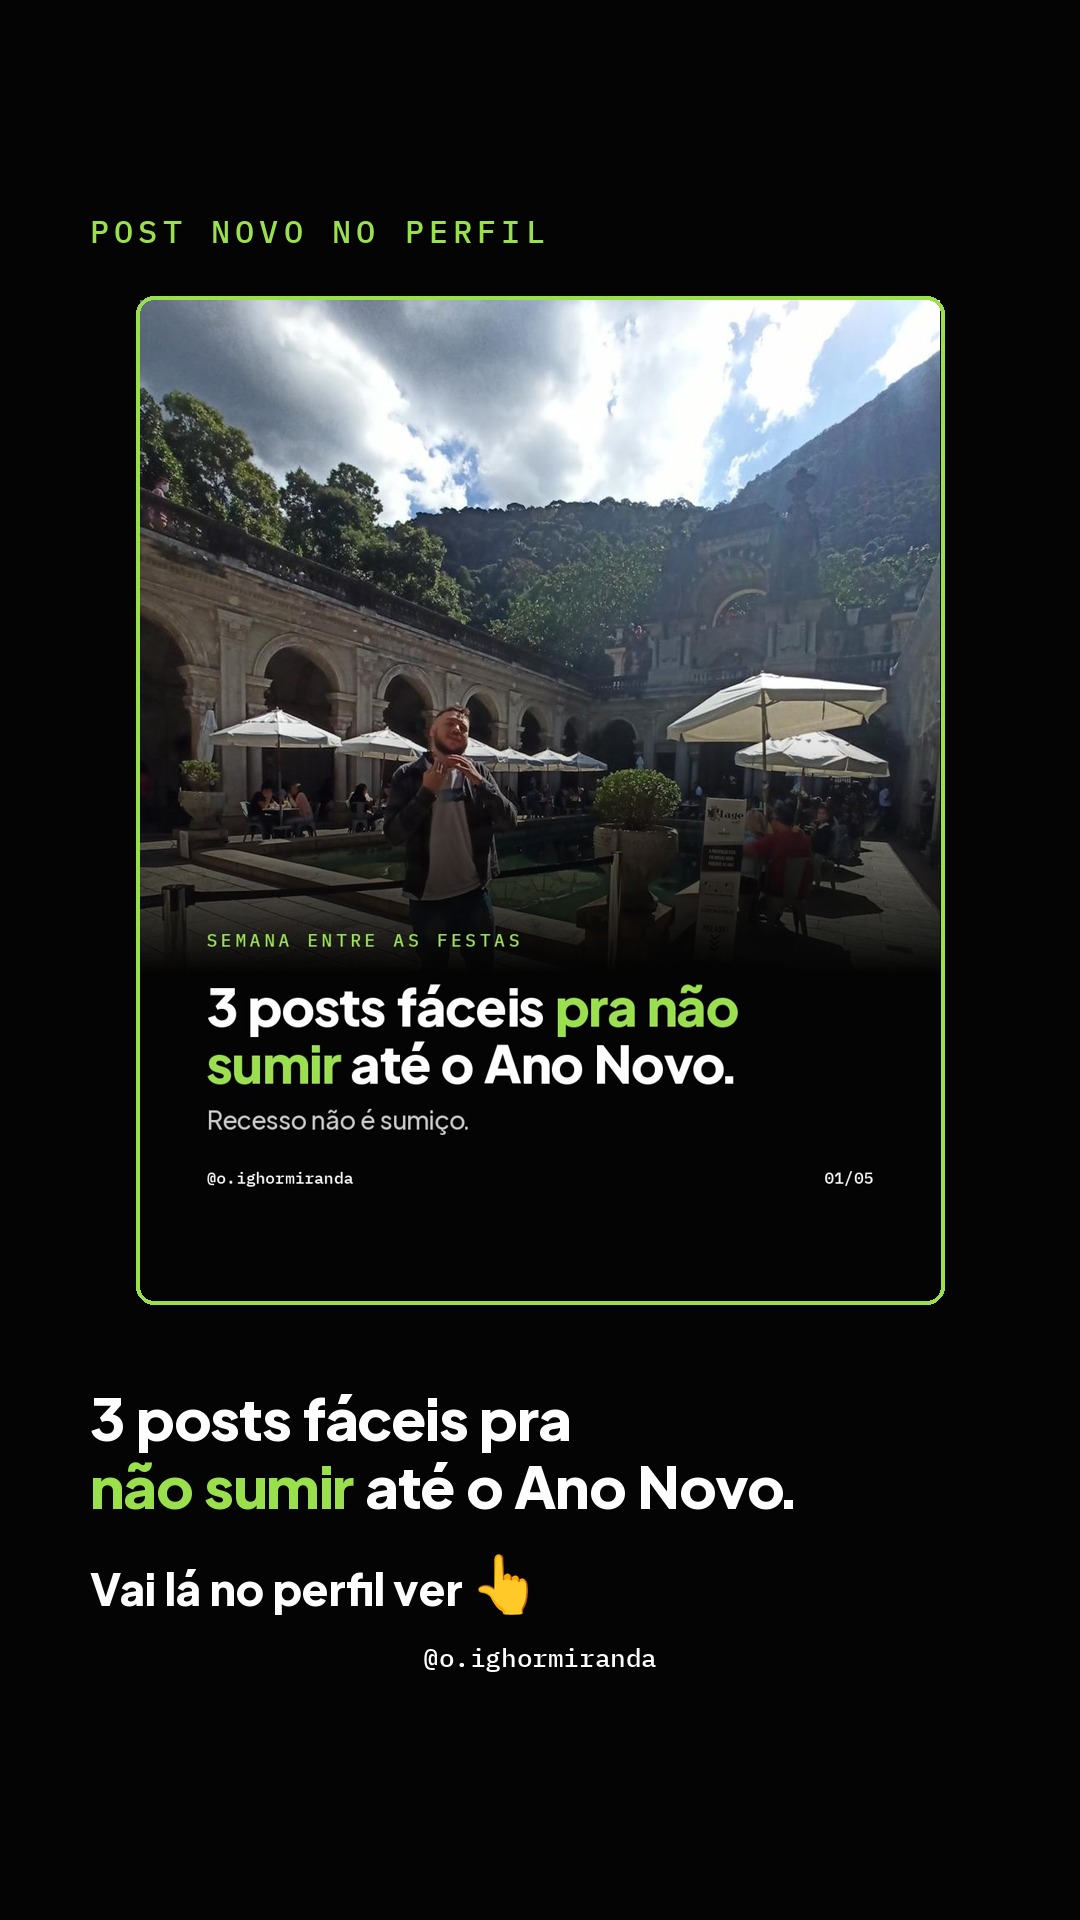 POST NOVO NO PERFIL
lage
SEMANA ENTRE AS FESTAS
3 posts fáceis pra não
sumir até o Ano Novo.
Recesso não é sumiço.
@o.ighormiranda 01/05
3 posts fáceis pra
não sumir até o Ano Novo.
Vai lá no perfil ver 👆
@o.ighormiranda